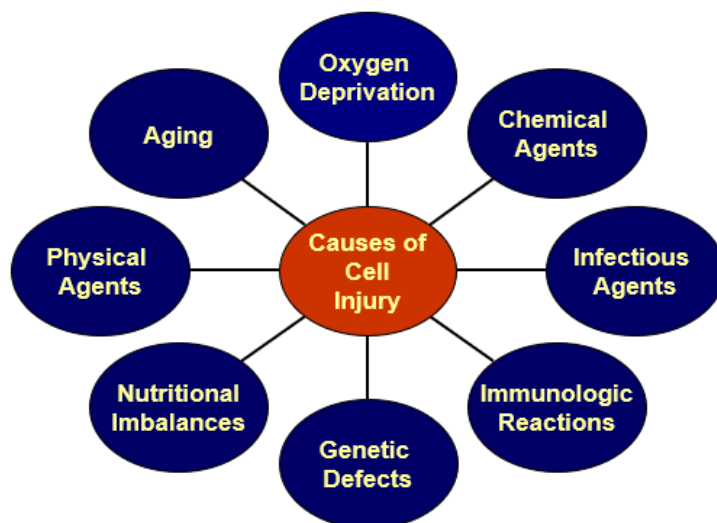 Oxygen
Deprivation
Chemical
Agents
Infectious
Agents
Immunologic
Reactions
Genetic
Defects
Nutritional
Imbalances
Physical
Agents
Aging
Causes of
Cell
Injury